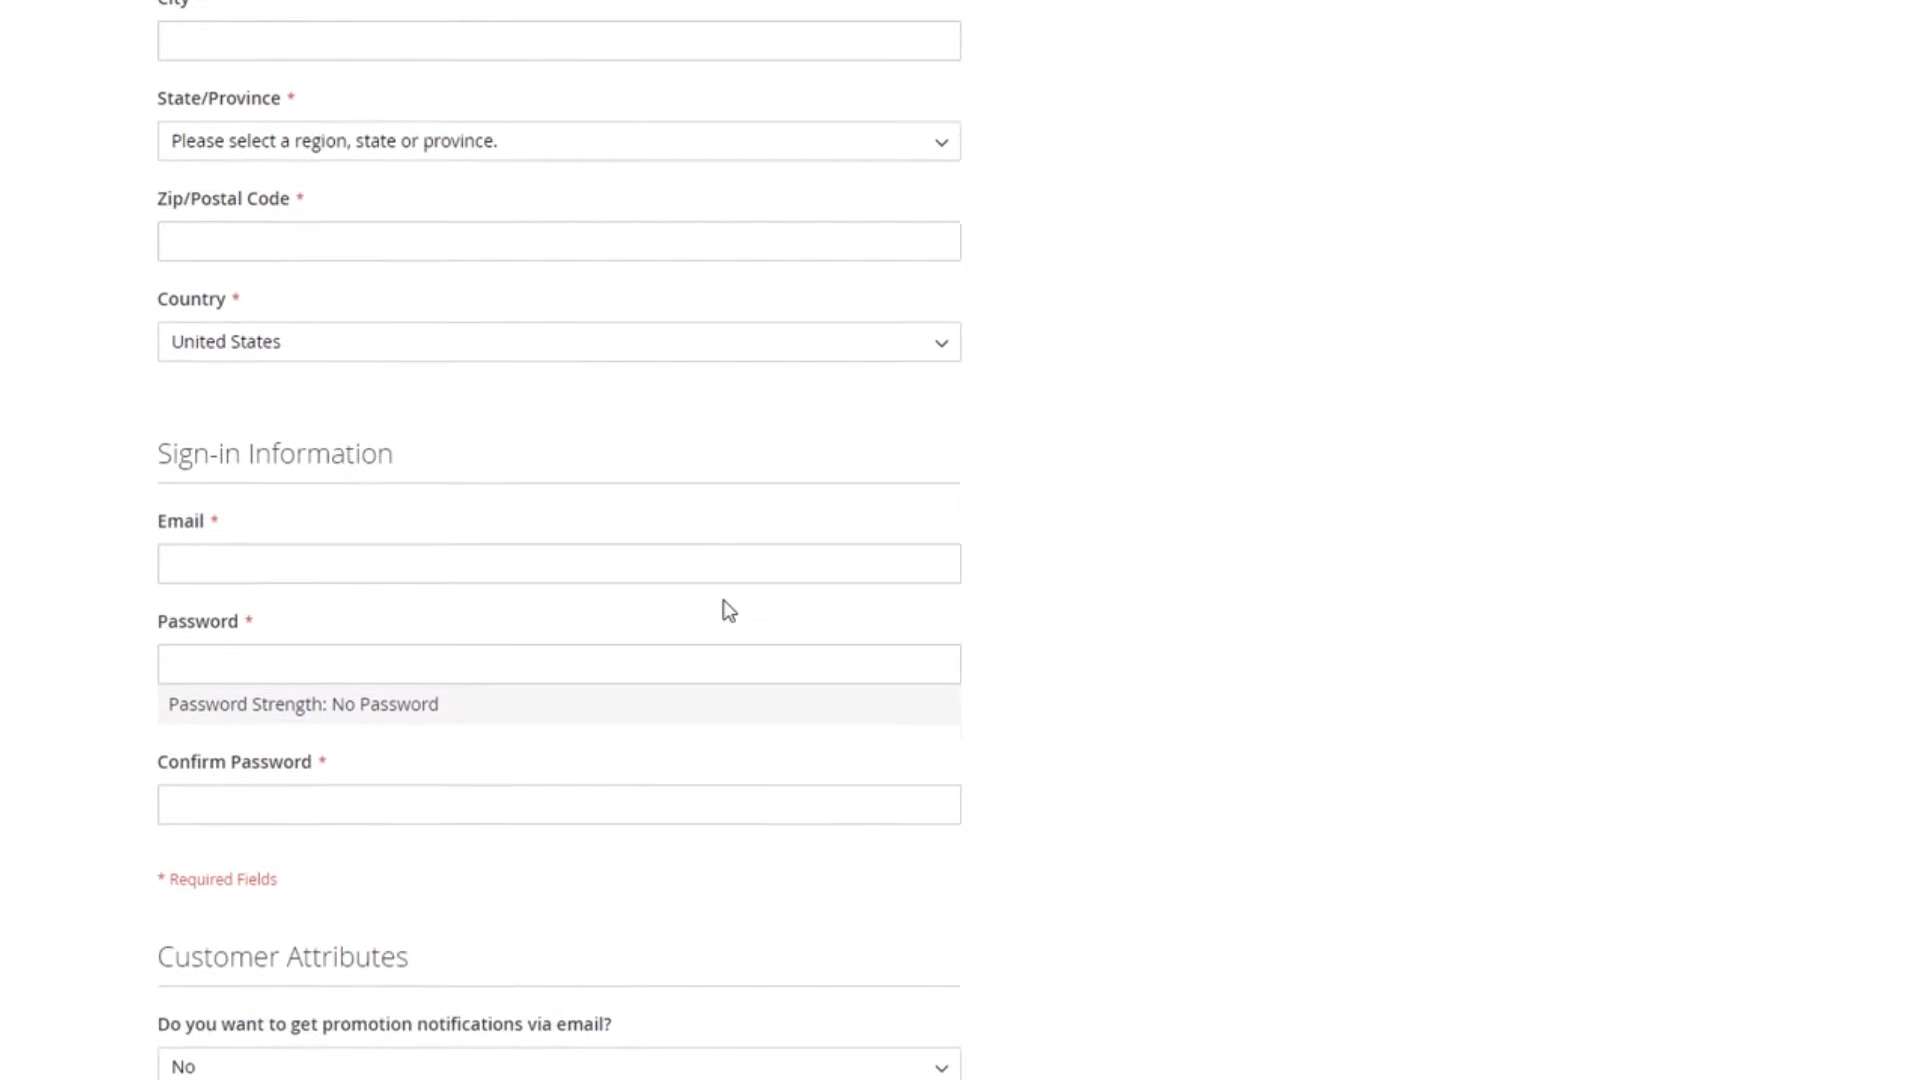 City
State/Province *
Please select a region, state or province.
Zip/Postal Code *
Country *
United States
Sign-in Information
Email *
Password *
Password Strength: No Password
Confirm Password *
* Required Fields
Customer Attributes
Do you want to get promotion notifications via email?
No